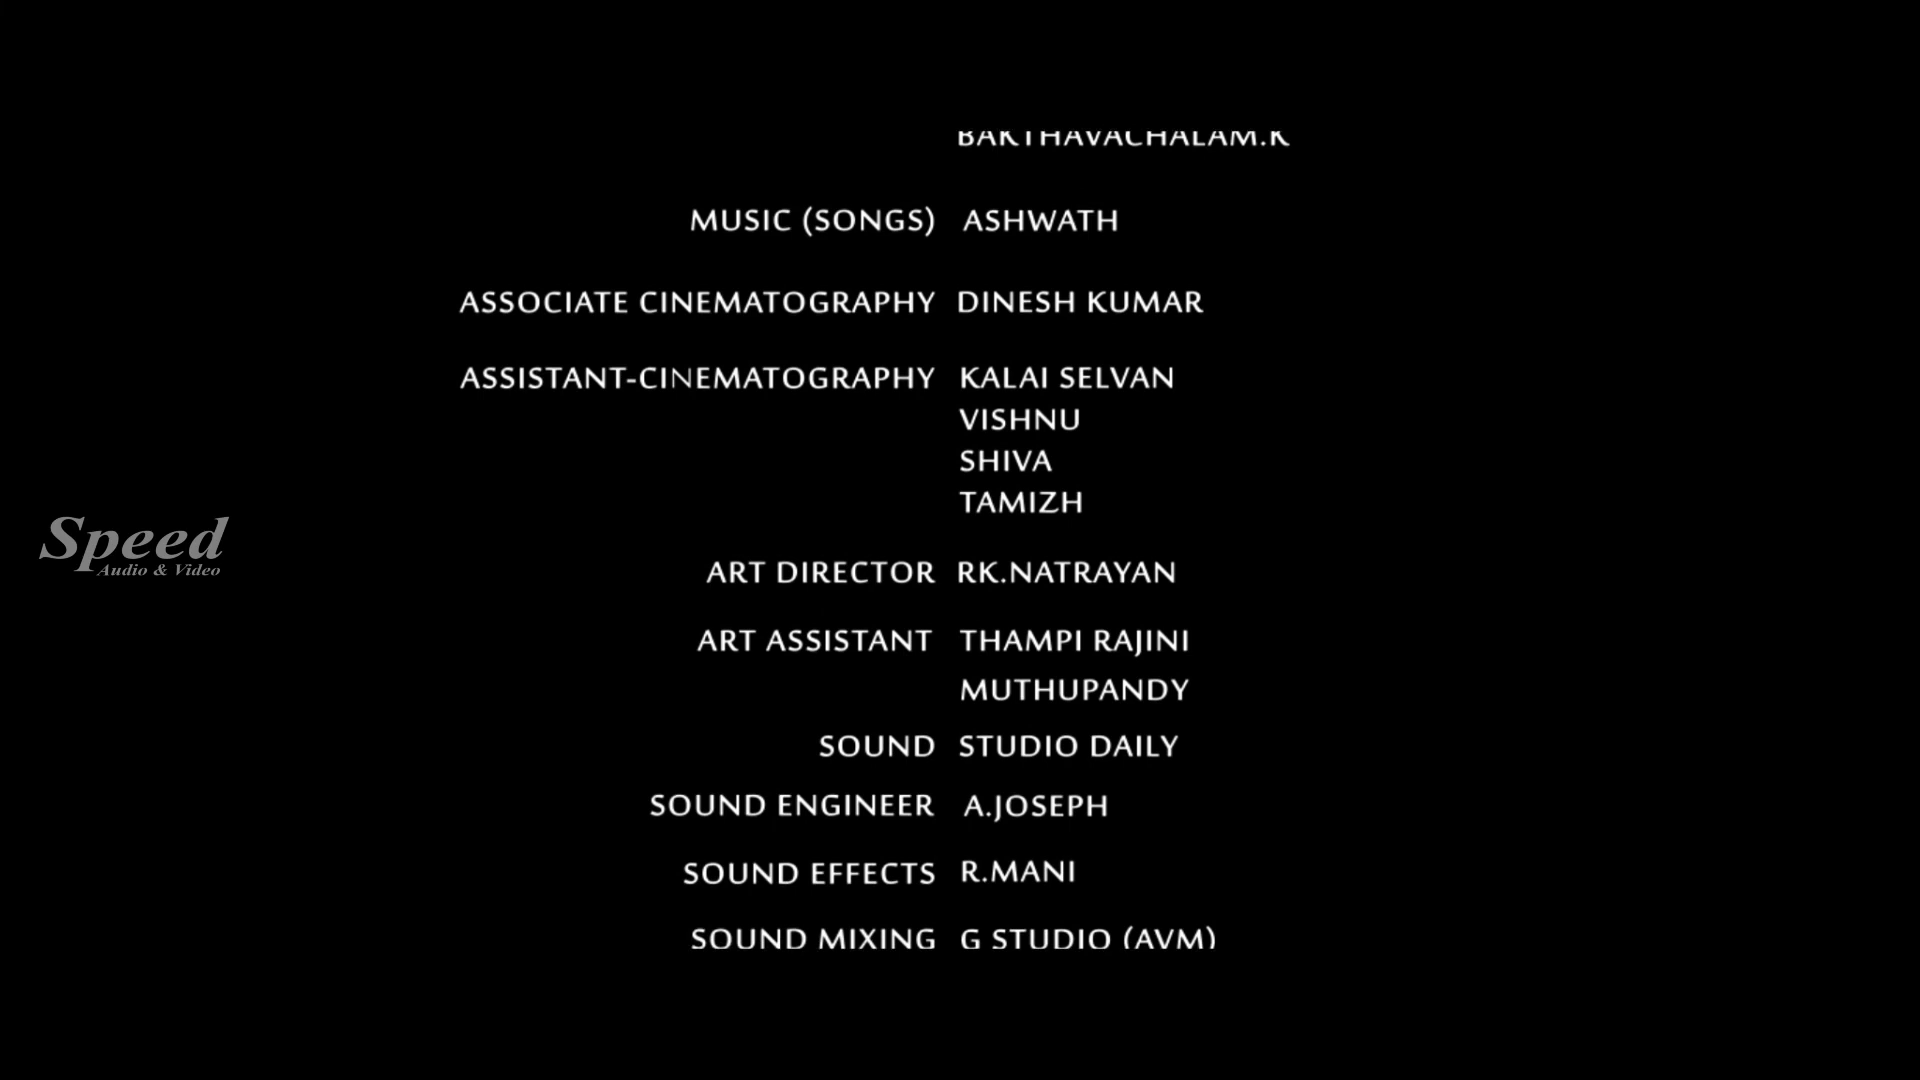 BAKTHAVACHALAM.K
MUSIC (SONGS) ASHWATH
ASSOCIATE CINEMATOGRAPHY DINESH KUMAR
ASSISTANT-CINEMATOGRAPHY KALAI SELVAN
VISHNU
SHIVA
TAMIZH
Speed
Audio & Video
ART DIRECTOR RK.NATRAYAN
ART ASSISTANT THAMPI RAJINI
MUTHUPANDY
SOUND STUDIO DAILY
SOUND ENGINEER A.JOSEPH
SOUND EFFECTS R.MANI
SOUND MIXING G STUDIO (AVM)